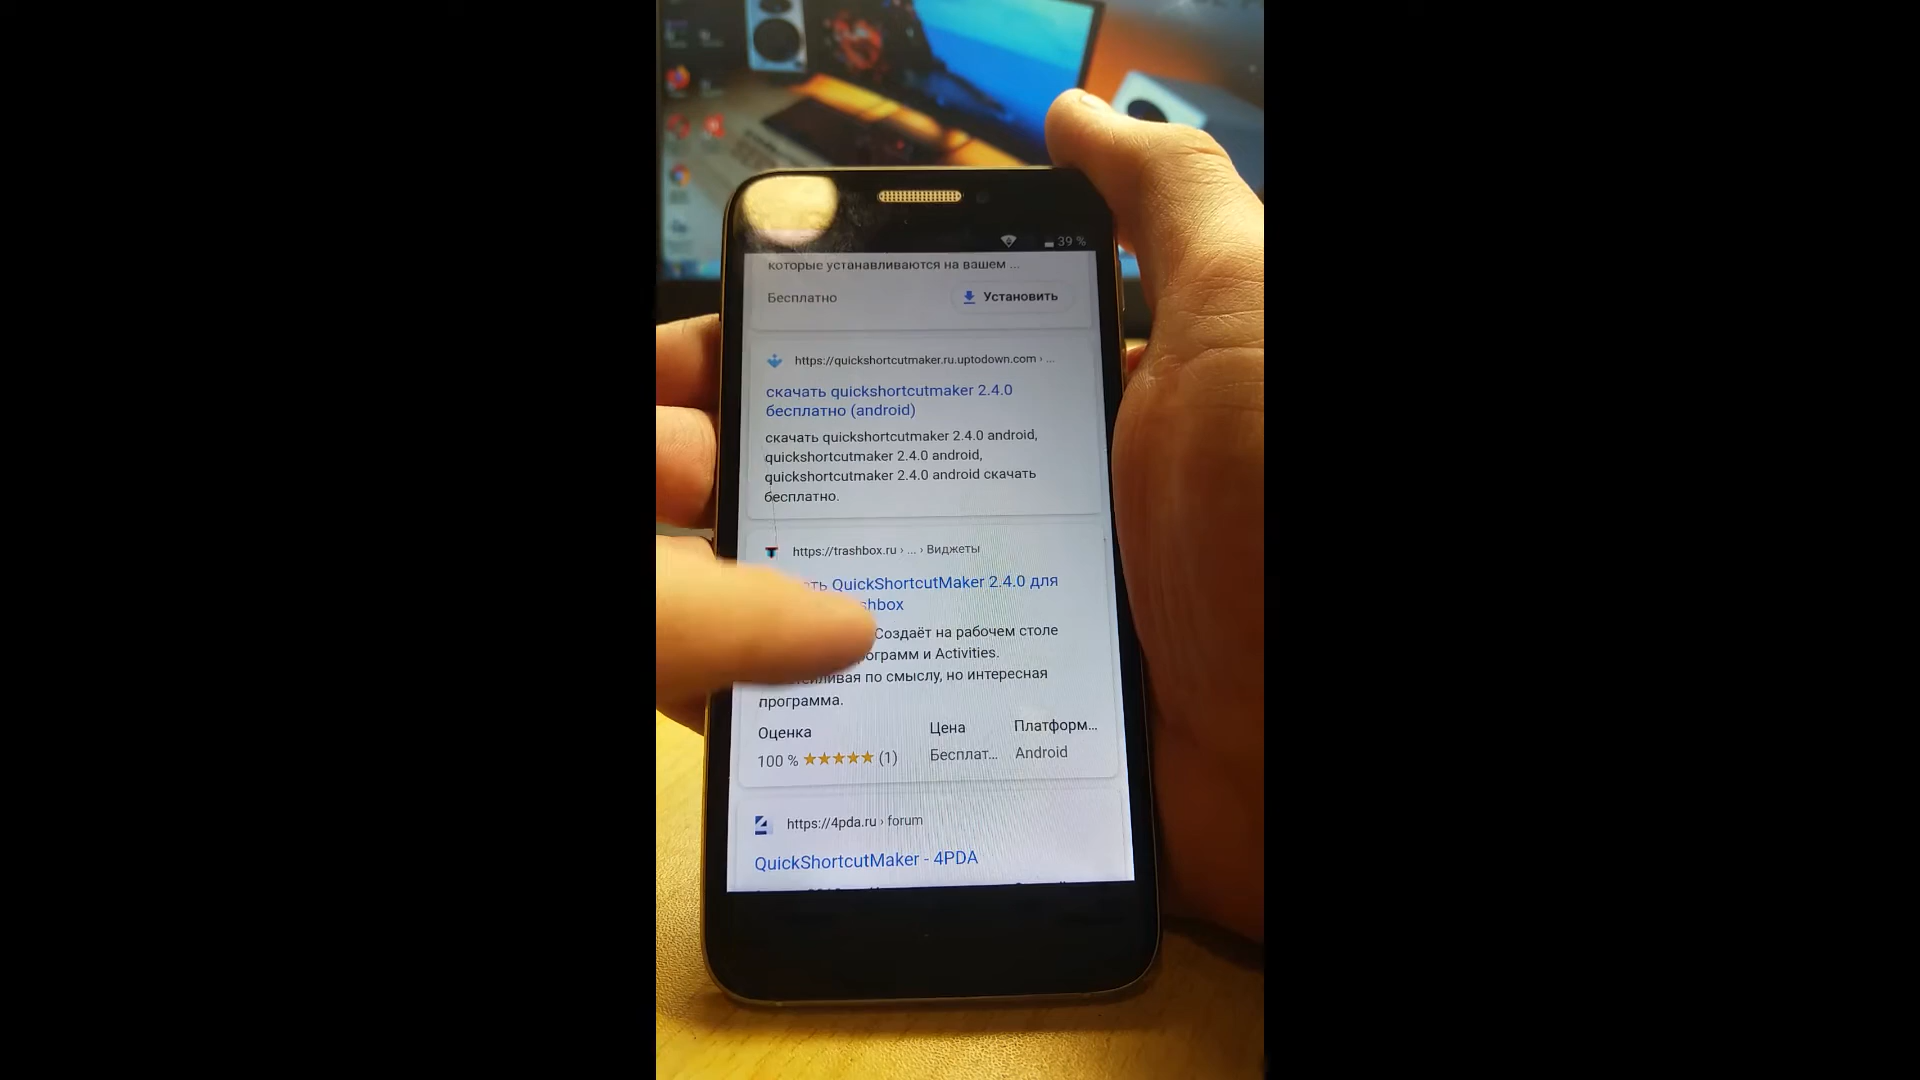 39 %
которые устанавливаются на вашем ...
Бесплатно
Установить
https://quickshortcutmaker.ru.uptodown.com › ...
скачать quickshortcutmaker 2.4.0
бесплатно (android)
скачать quickshortcutmaker 2.4.0 android,
quickshortcutmaker 2.4.0 android,
quickshortcutmaker 2.4.0 android скачать
бесплатно.
https://trashbox.ru › ... › Виджеты
QuickShortcutMaker 2.4.0 для
Создаёт на рабочем столе
и Activities.
по смыслу, но интересная
программа.
Оценка
Цена
Платформ...
100 % ★★★★★ (1)
Бесплат...
Android
https://4pda.ru › forum
QuickShortcutMaker - 4PDA